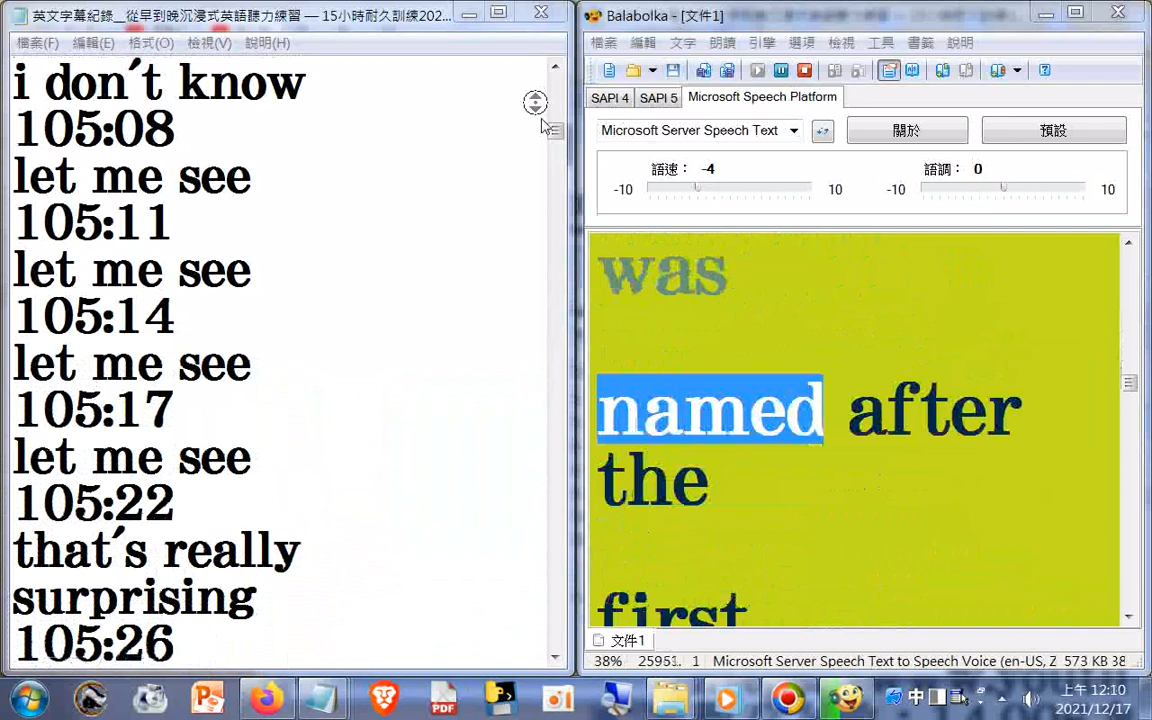 英文字幕紀錄__從早到晚沉浸式英語聽力練習 — 15小時耐久訓練202...
檔案(F) 編輯(E) 格式(O) 檢視(V) 說明(H)
i don´t know
105:08
let me see
105:11
let me see
105:14
let me see
105:17
let me see
105:22
that´s really
surprising
105:26
Balabolka - [文件1]
檔案 編輯 文字 朗讀 引擎 選項 檢視 工具 書籤 說明
SAPI 4 SAPI 5 Microsoft Speech Platform
Microsoft Server Speech Text 關於 預設
語速： -4 語調： 0
-10 10 -10 10
was
named after
the
first
文件1
38% 25951. 1 Microsoft Server Speech Text to Speech Voice (en-US, Z 573 KB 38
PDF
中
上午 12:10
2021/12/17